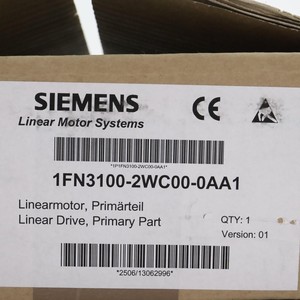 SIEMENS
Linear Motor Systems
*1P1FN3100-2WC00-0AA1*
1FN3100-2WC00-0AA1
Linearmotor, Primärteil
Linear Drive, Primary Part
QTY: 1
Version: 01
*2506/13062996*